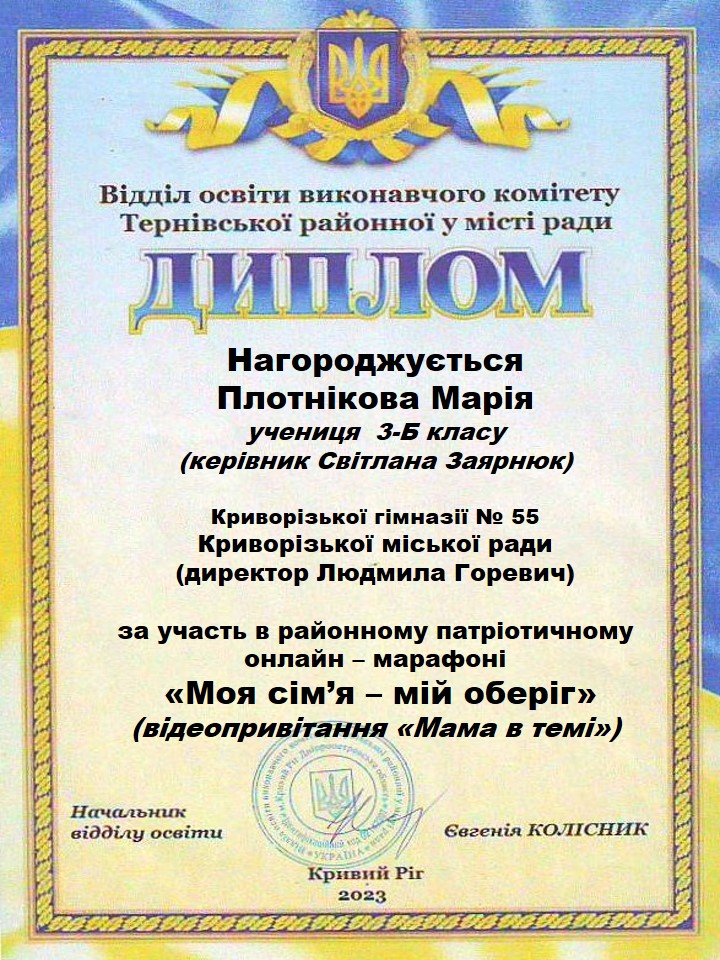 Відділ освіти виконавчого комітету
Тернівської районної у місті ради
ДИПЛОМ
Нагороджується
Плотнікова Марія
учениця 3-Б класу
(керівник Світлана Заярнюк)
Криворізької гімназії № 55
Криворізької міської ради
(директор Людмила Горевич)
за участь в районному патріотичному
онлайн – марафоні
«Моя сім’я – мій оберіг»
(відеопривітання «Мама в темі»)
Начальник
відділу освіти
Євгенія КОЛІСНИК
УКРАЇНА
Кривий Ріг
2023